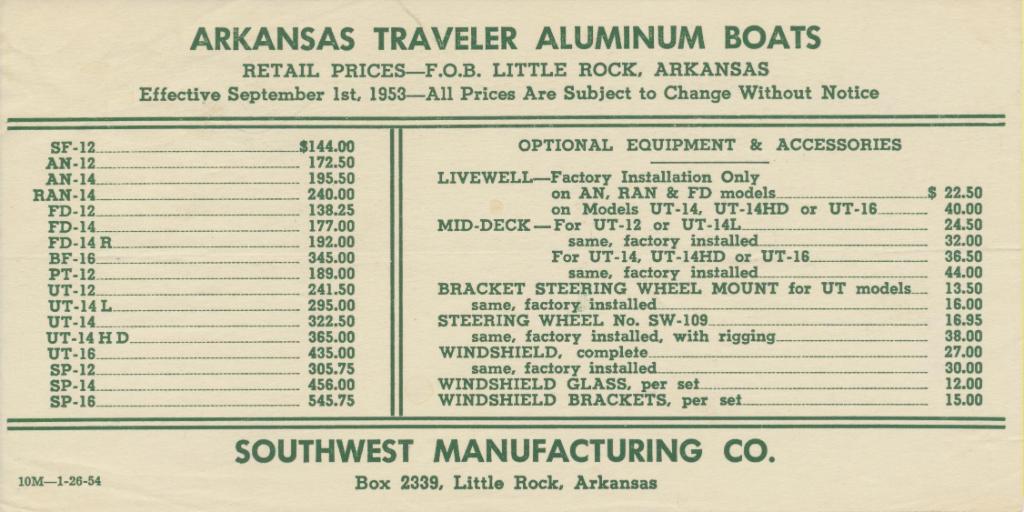 ARKANSAS TRAVELER ALUMINUM BOATS
RETAIL PRICES—F.O.B. LITTLE ROCK, ARKANSAS
Effective September 1st, 1953—All Prices Are Subject to Change Without Notice
SF-12 $144.00
AN-12 172.50
AN-14 195.50
RAN-14 240.00
FD-12 138.25
FD-14 177.00
FD-14 R 192.00
BF-16 345.00
PT-12 189.00
UT-12 241.50
UT-14 L 295.00
UT-14 322.50
UT-14 H D 365.00
UT-16 435.00
SP-12 305.75
SP-14 456.00
SP-16 545.75
OPTIONAL EQUIPMENT & ACCESSORIES
LIVEWELL—Factory Installation Only
on AN, RAN & FD models $ 22.50
on Models UT-14, UT-14HD or UT-16 40.00
MID-DECK—For UT-12 or UT-14L 24.50
same, factory installed 32.00
For UT-14, UT-14HD or UT-16 36.50
same, factory installed 44.00
BRACKET STEERING WHEEL MOUNT for UT models 13.50
same, factory installed 16.00
STEERING WHEEL No. SW-109 16.95
same, factory installed, with rigging 38.00
WINDSHIELD, complete 27.00
same, factory installed 30.00
WINDSHIELD GLASS, per set 12.00
WINDSHIELD BRACKETS, per set 15.00
SOUTHWEST MANUFACTURING CO.
10M—1-26-54
Box 2339, Little Rock, Arkansas